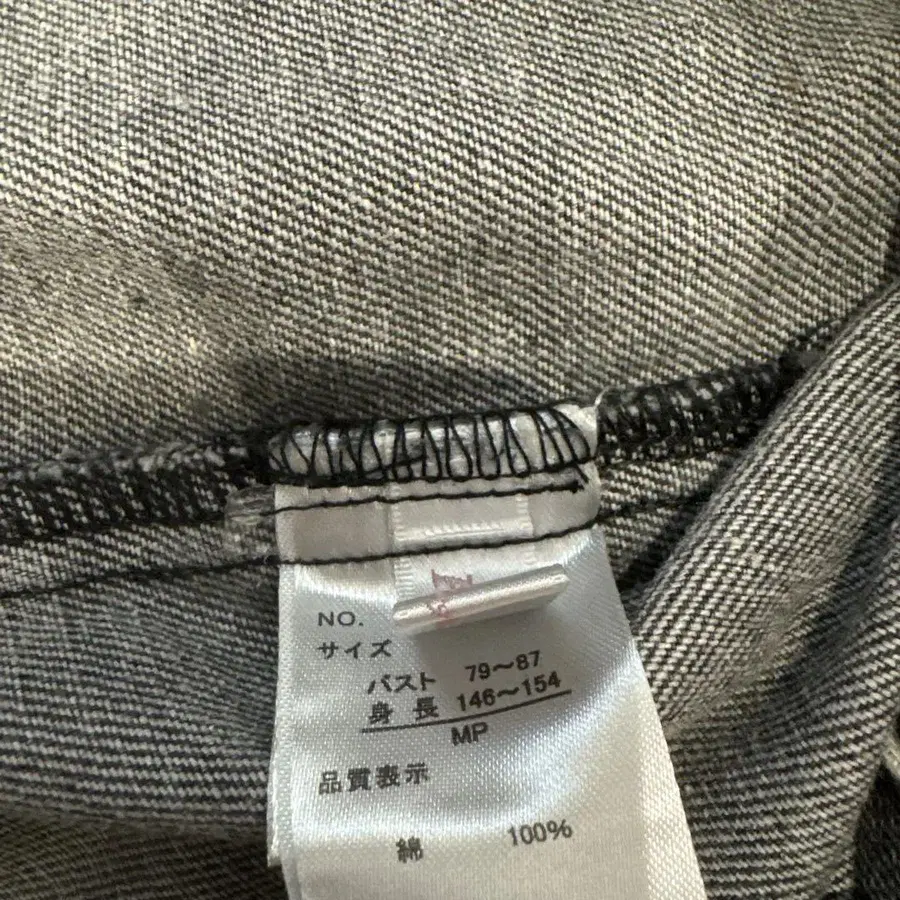 NO.
サイズ
バスト 79〜87
身長 146〜154
MP
品質表示
綿 100%